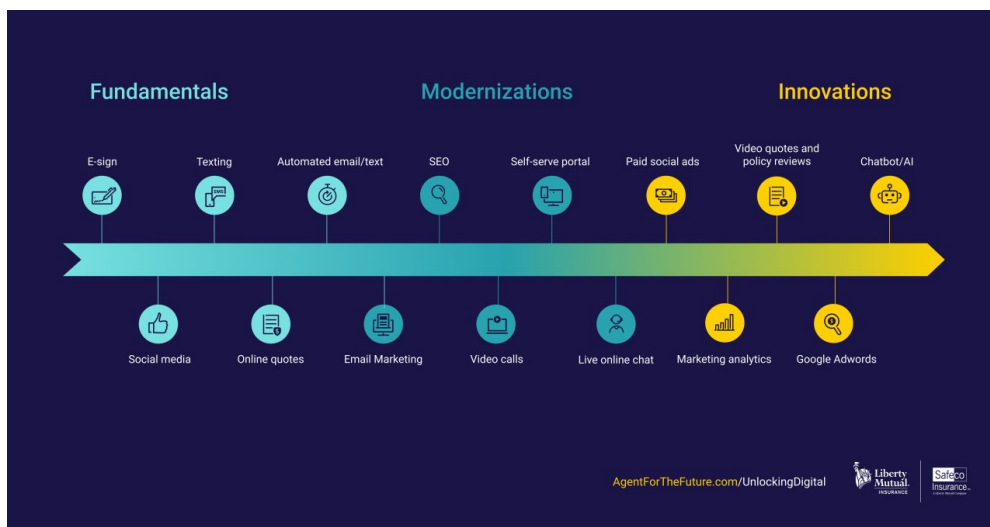 Fundamentals
Modernizations
Innovations
E-sign
Texting
Automated email/text
SEO
Self-serve portal
Paid social ads
Video quotes and
policy reviews
Chatbot/AI
SMS
Social media
Online quotes
Email Marketing
Video calls
Live online chat
Marketing analytics
Google Adwords
AgentForTheFuture.com/UnlockingDigital
Liberty
Mutual.
INSURANCE
Safeco
Insurance™